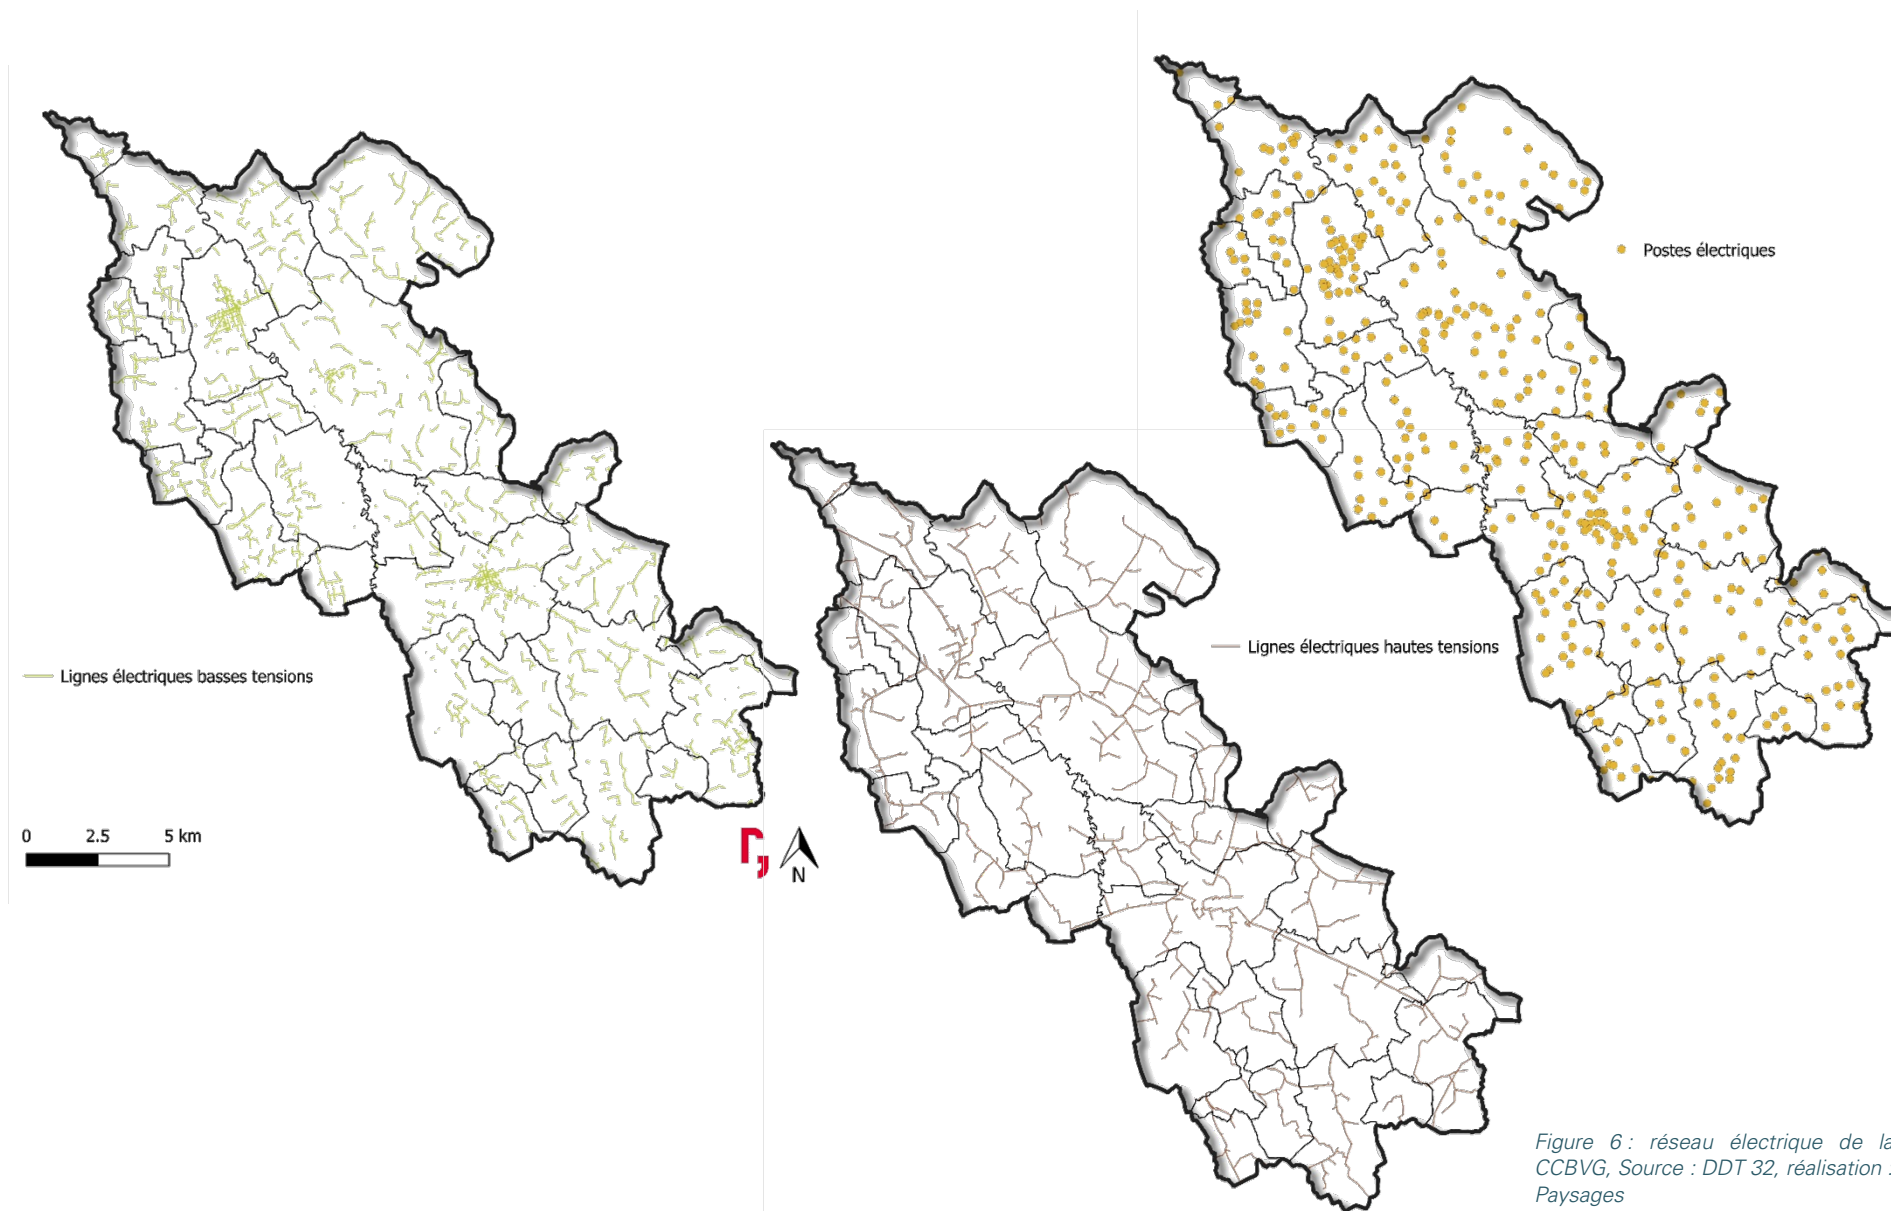 Postes électriques
Lignes électriques hautes tensions
Lignes électriques basses tensions
0 2.5 5 km
N
Figure 6 : réseau électrique de la
CCBVG, Source : DDT 32, réalisation :
Paysages